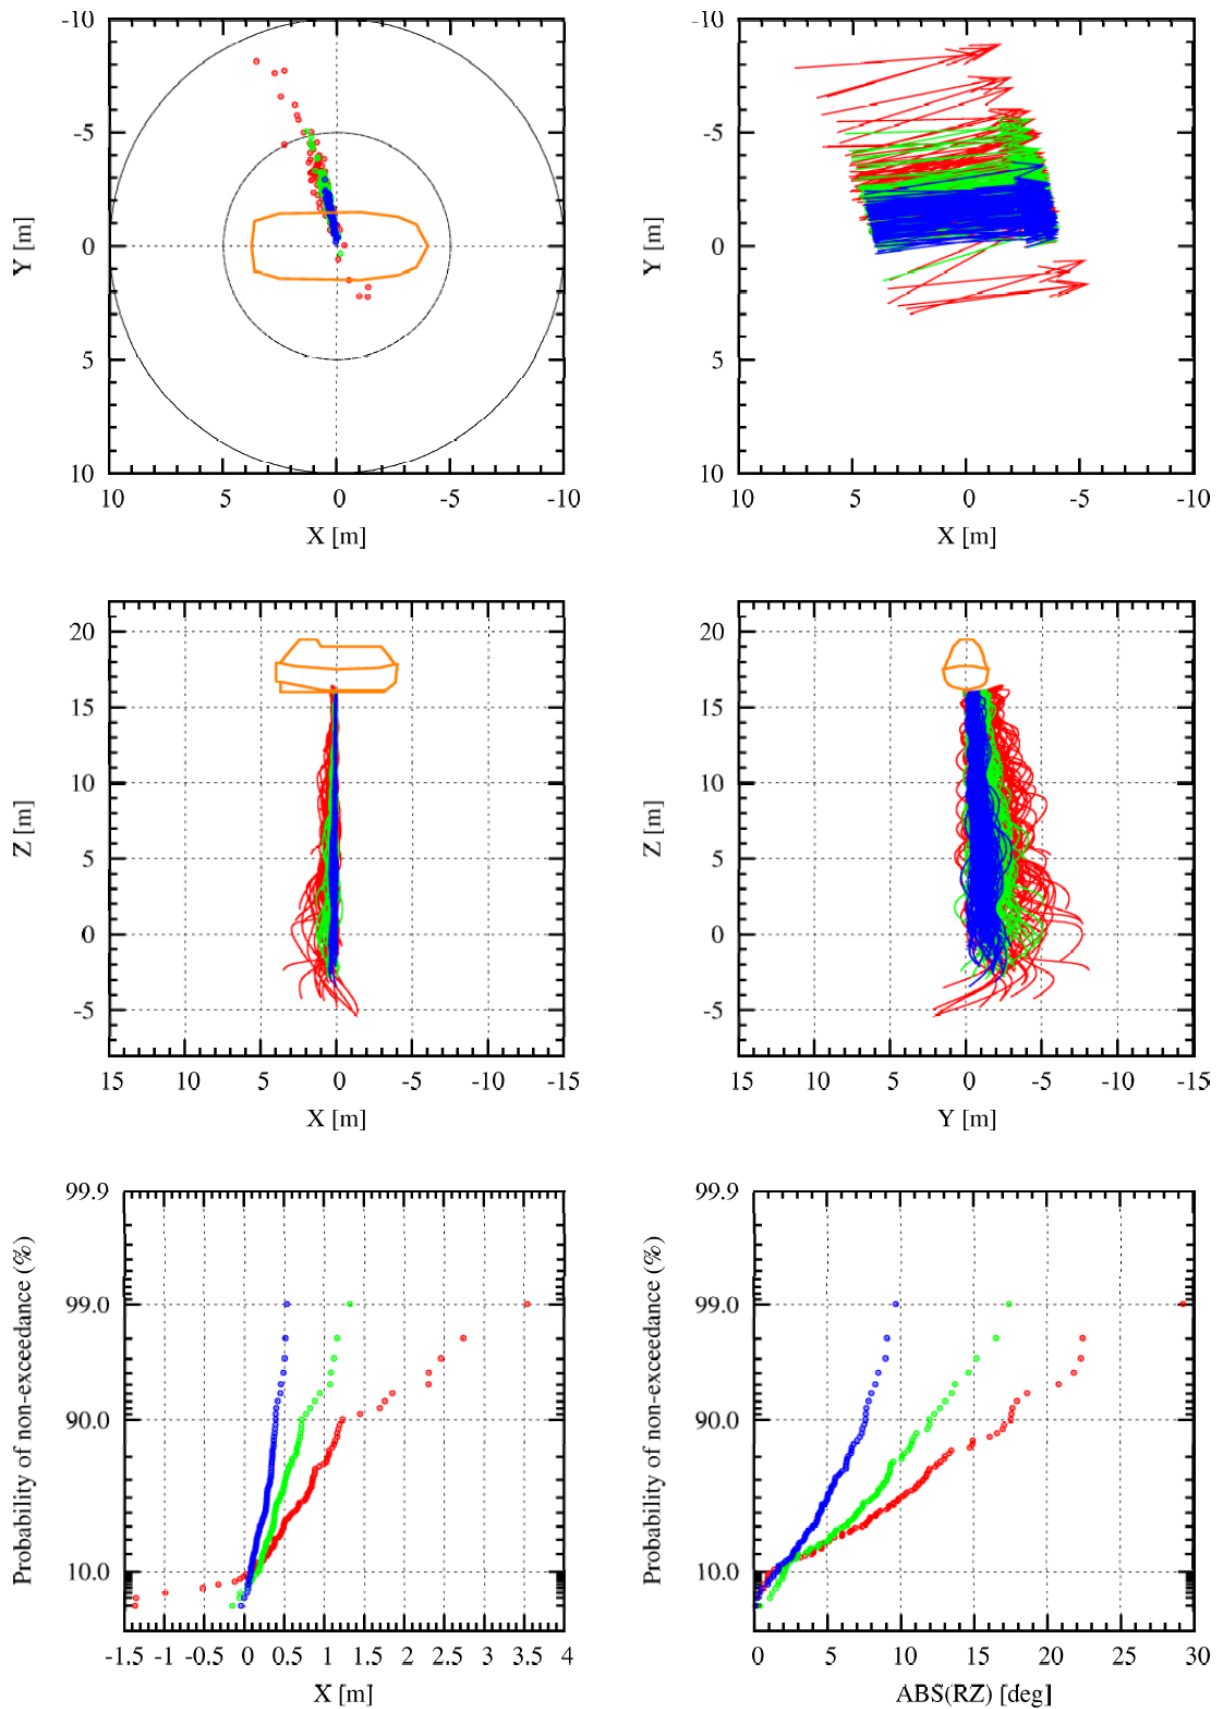 -10 -10
-5 -5
0 0
5 5
10 10
Y [m] Y [m]
10 5 0 -5 -10 10 5 0 -5 -10
X [m] X [m]
20 20
15 15
10 10
5 5
0 0
-5 -5
Z [m] Z [m]
15 10 5 0 -5 -10 -15 15 10 5 0 -5 -10 -15
X [m] Y [m]
99.9 99.9
99.0 99.0
90.0 90.0
10.0 10.0
Probability of non-exceedance (%) Probability of non-exceedance (%)
-1.5 -1 -0.5 0 0.5 1 1.5 2 2.5 3 3.5 4 0 5 10 15 20 25 30
X [m] ABS(RZ) [deg]